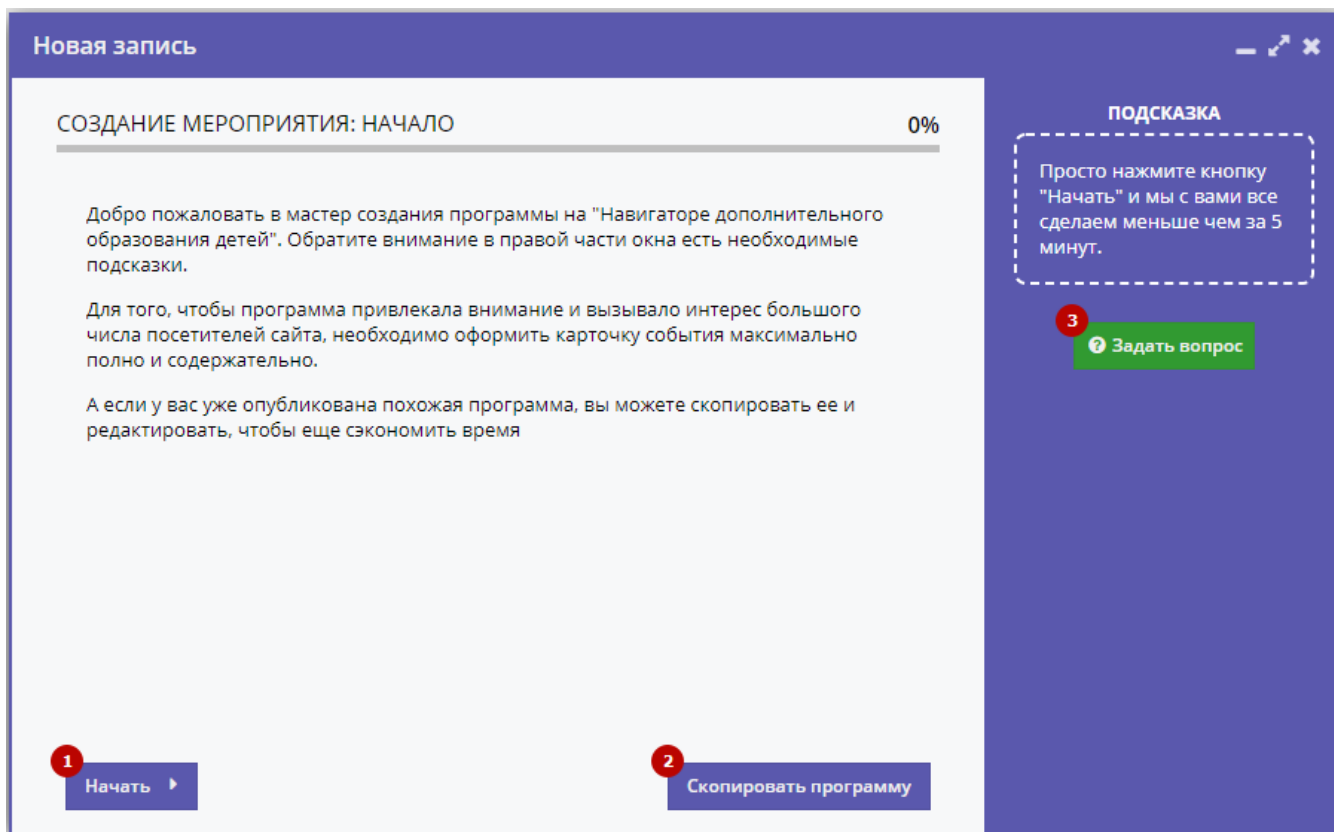 Новая запись
СОЗДАНИЕ МЕРОПРИЯТИЯ: НАЧАЛО
0%
Добро пожаловать в мастер создания программы на "Навигаторе дополнительного
образования детей". Обратите внимание в правой части окна есть необходимые
подсказки.
Для того, чтобы программа привлекала внимание и вызывало интерес большого
числа посетителей сайта, необходимо оформить карточку события максимально
полно и содержательно.
А если у вас уже опубликована похожая программа, вы можете скопировать ее и
редактировать, чтобы еще сэкономить время
1
Начать
2
Скопировать программу
ПОДСКАЗКА
Просто нажмите кнопку
"Начать" и мы с вами все
сделаем меньше чем за 5
минут.
3
Задать вопрос